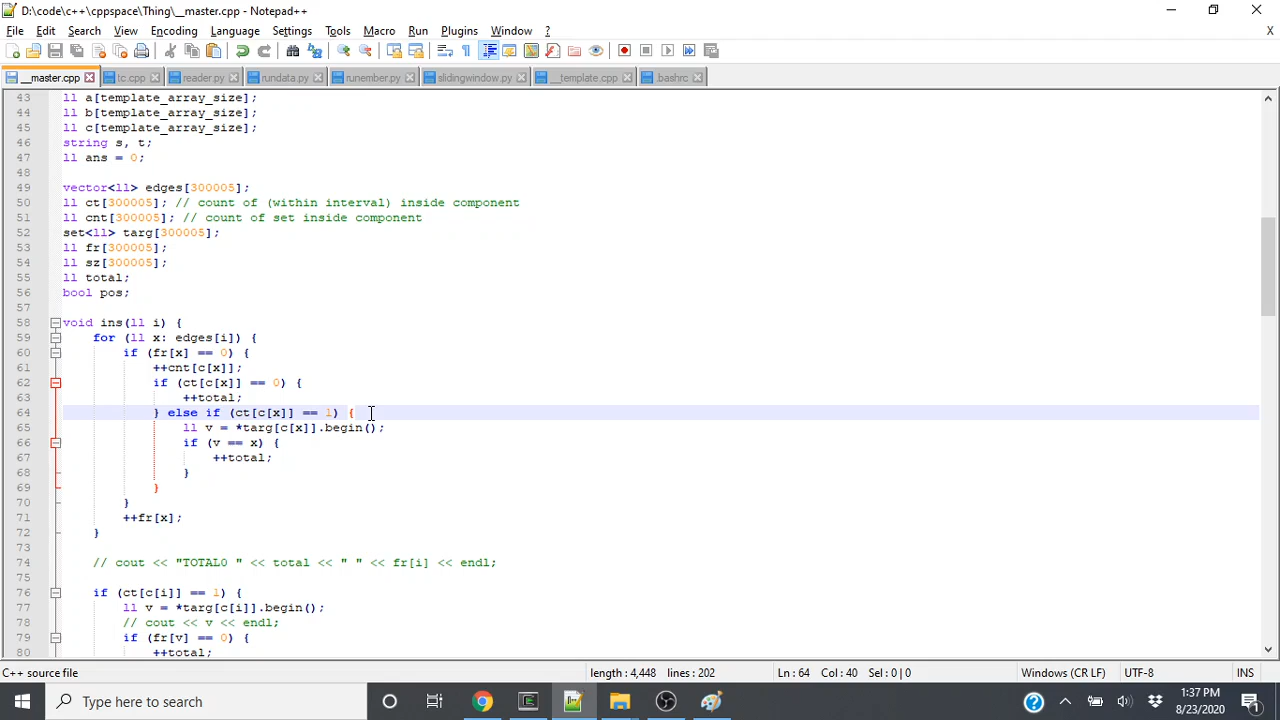 D:\code\c++\cppspace\Thing\__master.cpp - Notepad++
File Edit Search View Encoding Language Settings Tools Macro Run Plugins Window ? X
__master.cpp tc.cpp reader.py rundata.py runember.py slidingwindow.py __template.cpp .bashrc
43 ll a[template_array_size];
44 ll b[template_array_size];
45 ll c[template_array_size];
46 string s, t;
47 ll ans = 0;
48
49 vector<ll> edges[300005];
50 ll ct[300005]; // count of (within interval) inside component
51 ll cnt[300005]; // count of set inside component
52 set<ll> targ[300005];
53 ll fr[300005];
54 ll sz[300005];
55 ll total;
56 bool pos;
57
58 void ins(ll i) {
59 for (ll x: edges[i]) {
60 if (fr[x] == 0) {
61 ++cnt[c[x]];
62 if (ct[c[x]] == 0) {
63 ++total;
64 } else if (ct[c[x]] == 1) {
65 ll v = *targ[c[x]].begin();
66 if (v == x) {
67 ++total;
68 }
69 }
70 }
71 ++fr[x];
72 }
73
74 // cout << "TOTAL0 " << total << " " << fr[i] << endl;
75
76 if (ct[c[i]] == 1) {
77 ll v = *targ[c[i]].begin();
78 // cout << v << endl;
79 if (fr[v] == 0) {
80 ++total;
C++ source file length : 4,448 lines : 202 Ln : 64 Col : 40 Sel : 0 | 0 Windows (CR LF) UTF-8 INS
Type here to search
1:37 PM
8/23/2020
1